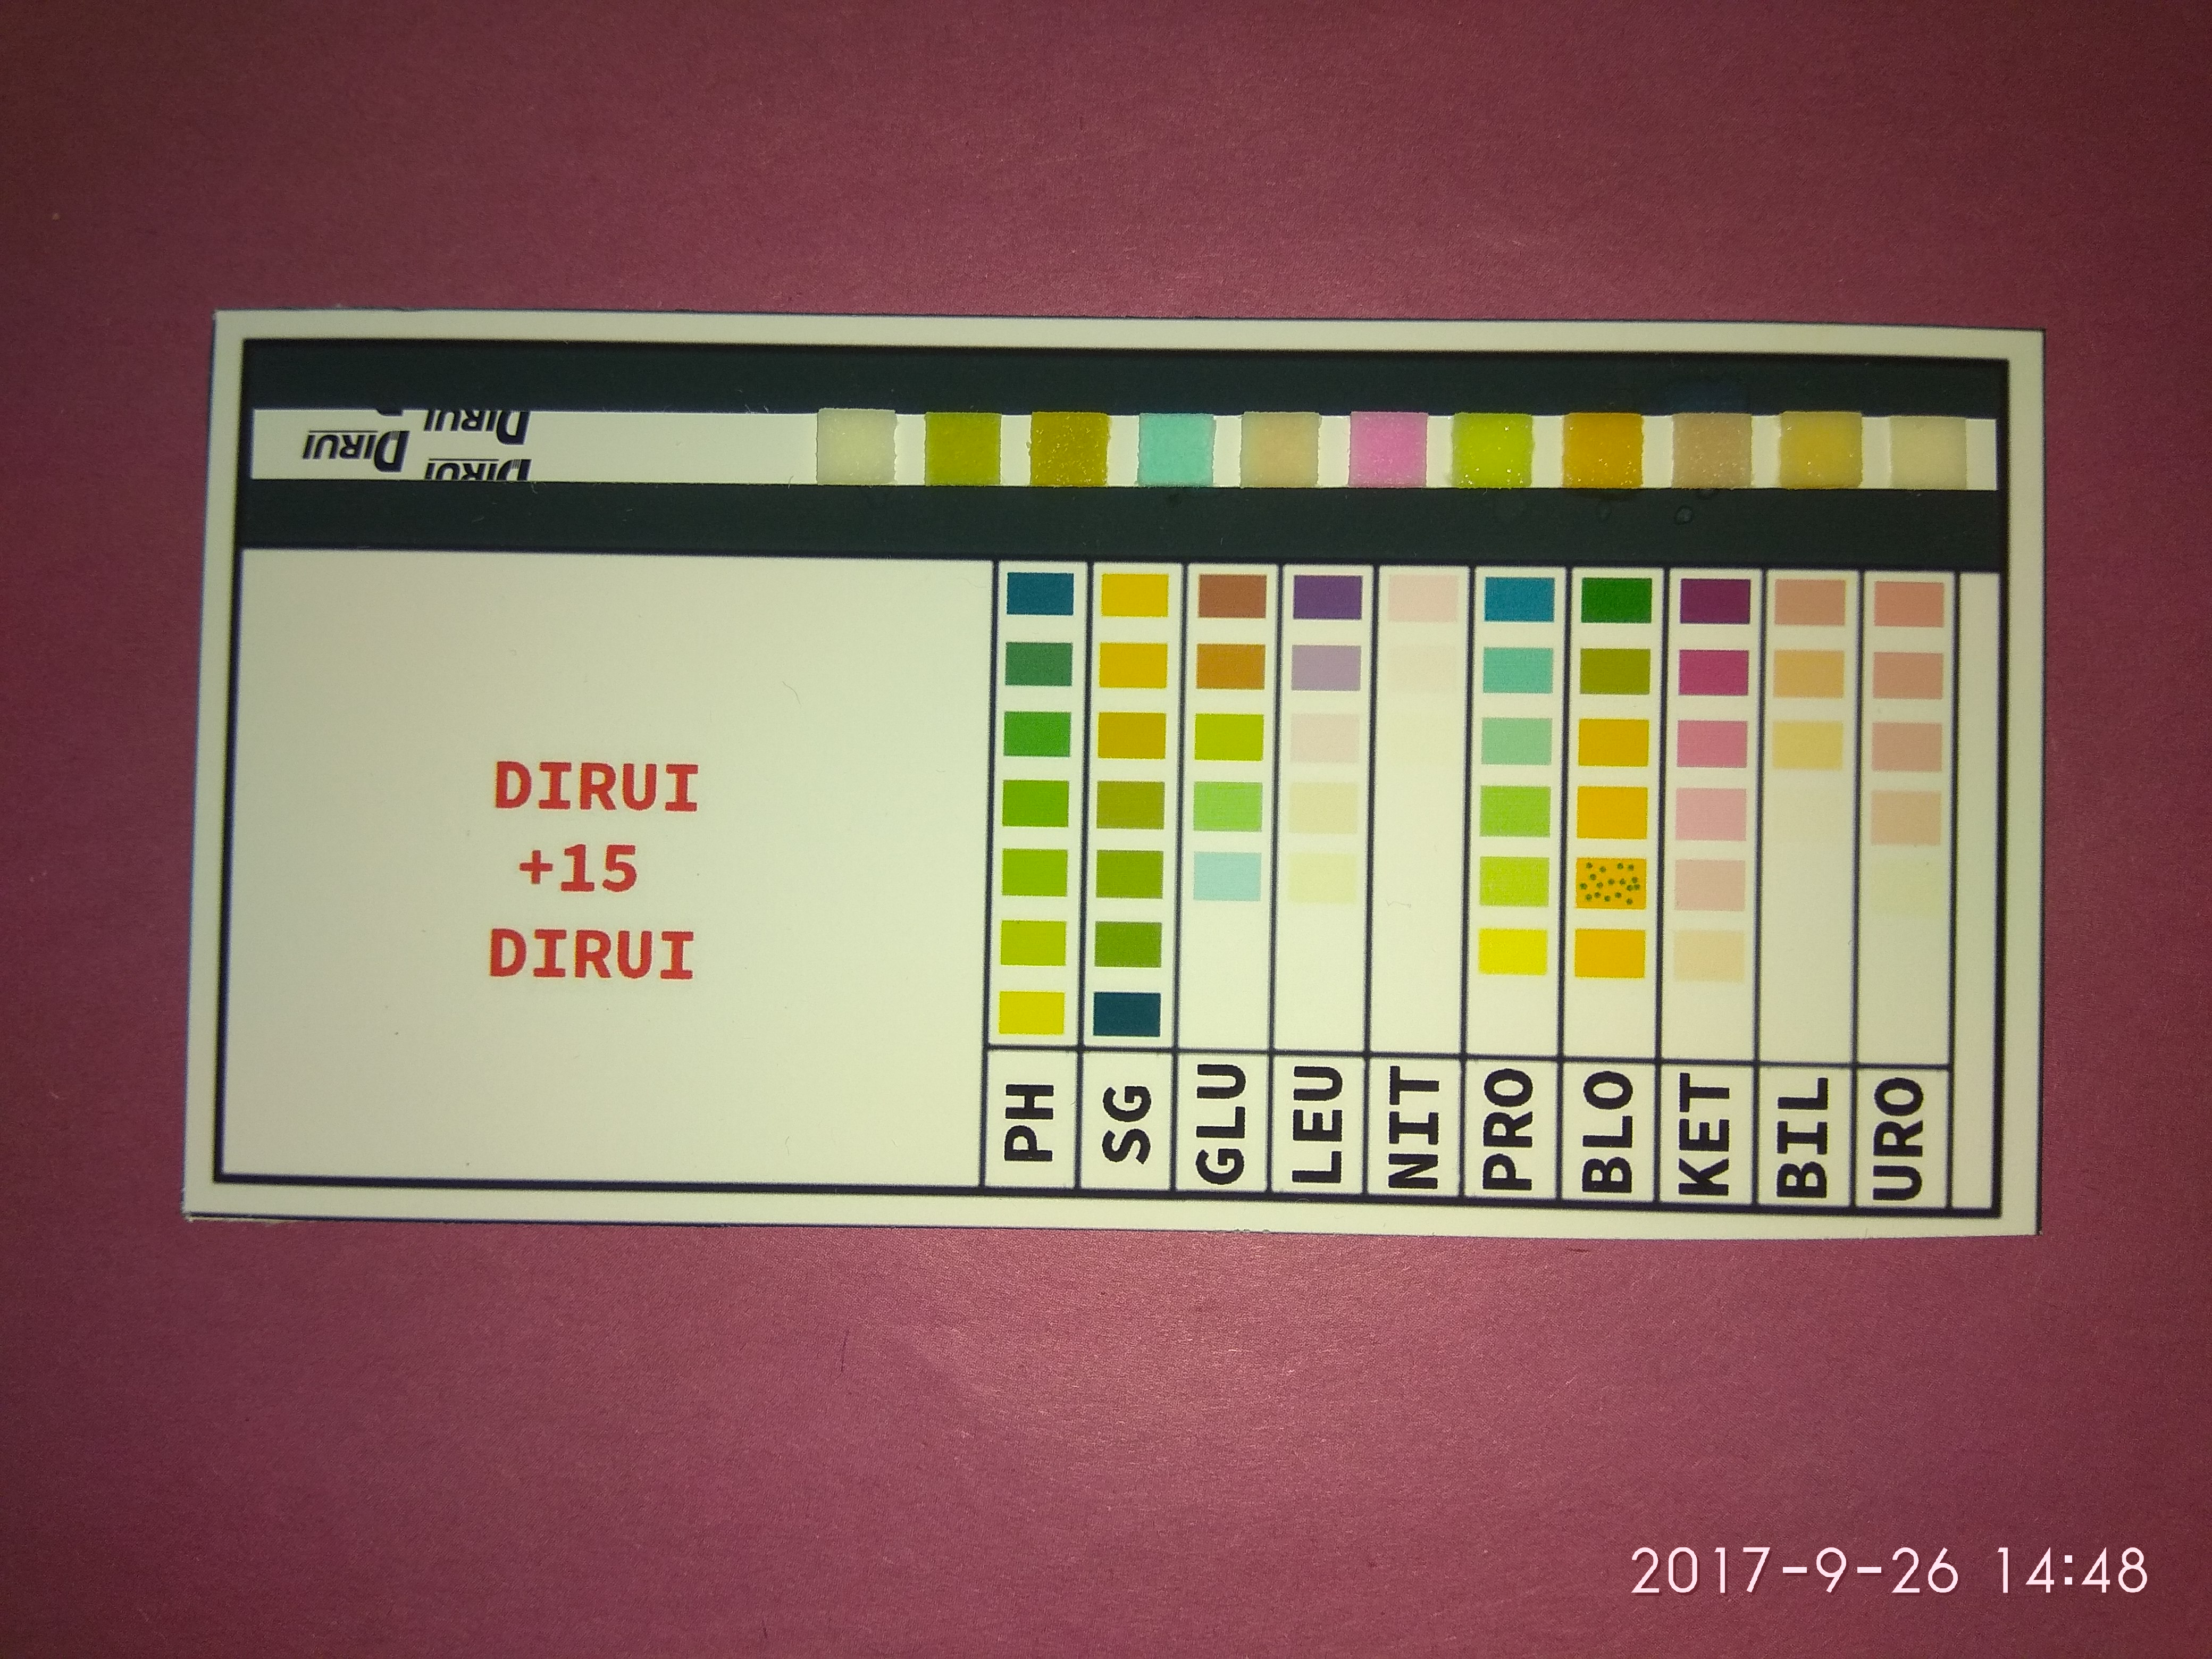 DIRUI
DIRUI
DIRUI
DIRUI
+15
DIRUI
PH SG GLU LEU NIT PRO BLO KET BIL URO
2017-9-26 14:48